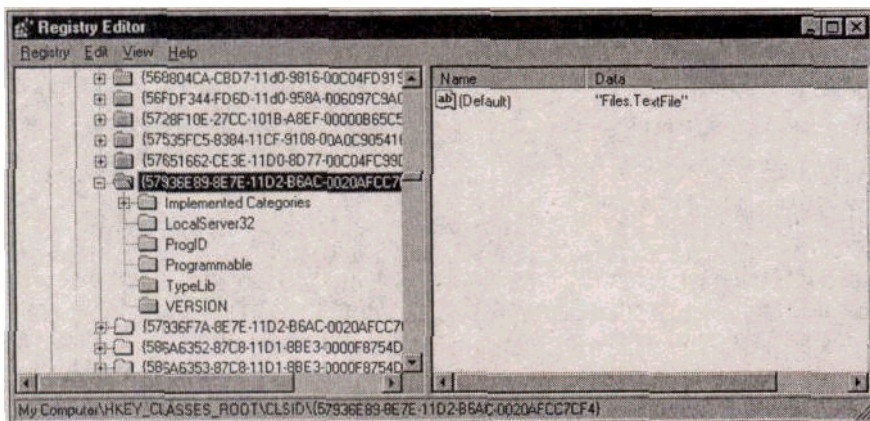 Registry Editor
Registry Edit View Help
{568804CA-CBD7-11d0-9816-00C04FD919
{56FDF344-FD6D-11d0-958A-006097C9A0
{5728F10E-27CC-101B-A8EF-00000B65C5
{57535FC5-8384-11CF-9108-00A0C90541
{57651662-CE3E-11D0-8D77-00C04FC99D
{57936E89-8E7E-11D2-B6AC-0020AFCC7
Implemented Categories
LocalServer32
ProgID
Programmable
TypeLib
VERSION
{57936F7A-8E7E-11D2-B6AC-0020AFCC7
{586A6352-87C8-11D1-8BE3-0000F8754D
{586A6353-87C8-11D1-8BE3-0000F8754D
Name Data
ab (Default) "Files.TextFile"
My Computer\HKEY_CLASSES_ROOT\CLSID\{57936E89-8E7E-11D2-B6AC-0020AFCC7CF4}